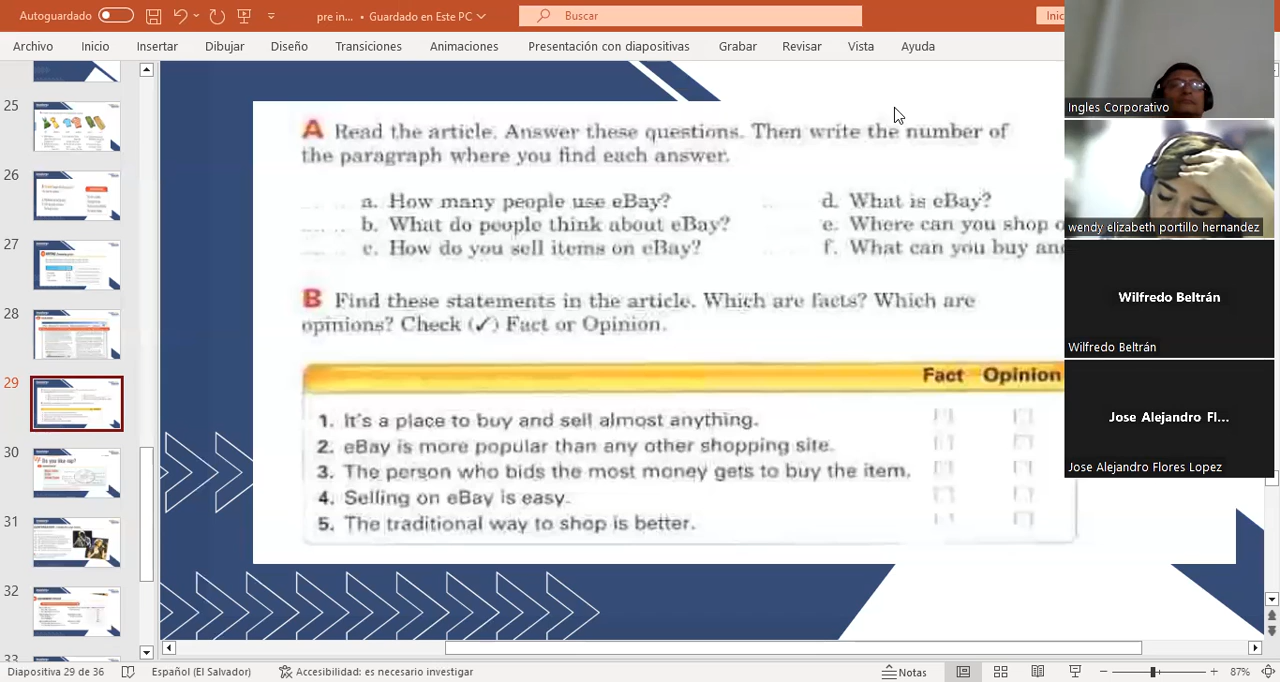 Autoguardado
pre in... • Guardado en Este PC
Buscar
Inic
Archivo Inicio Insertar Dibujar Diseño Transiciones Animaciones Presentación con diapositivas Grabar Revisar Vista Ayuda
25
26
27
28
29
30
31
32
33
A Read the article. Answer these questions. Then write the number of
the paragraph where you find each answer.
a. How many people use eBay?
b. What do people think about eBay?
c. How do you sell items on eBay?
d. What is eBay?
e. Where can you shop o
f. What can you buy and
B Find these statements in the article. Which are facts? Which are
opinions? Check (✓) Fact or Opinion.
Fact Opinion
1. It's a place to buy and sell almost anything.
2. eBay is more popular than any other shopping site.
3. The person who bids the most money gets to buy the item.
4. Selling on eBay is easy.
5. The traditional way to shop is better.
Ingles Corporativo
wendy elizabeth portillo hernandez
Wilfredo Beltrán
Wilfredo Beltrán
Jose Alejandro Fl...
Jose Alejandro Flores Lopez
Diapositiva 29 de 36 Español (El Salvador) Accesibilidad: es necesario investigar Notas 87%